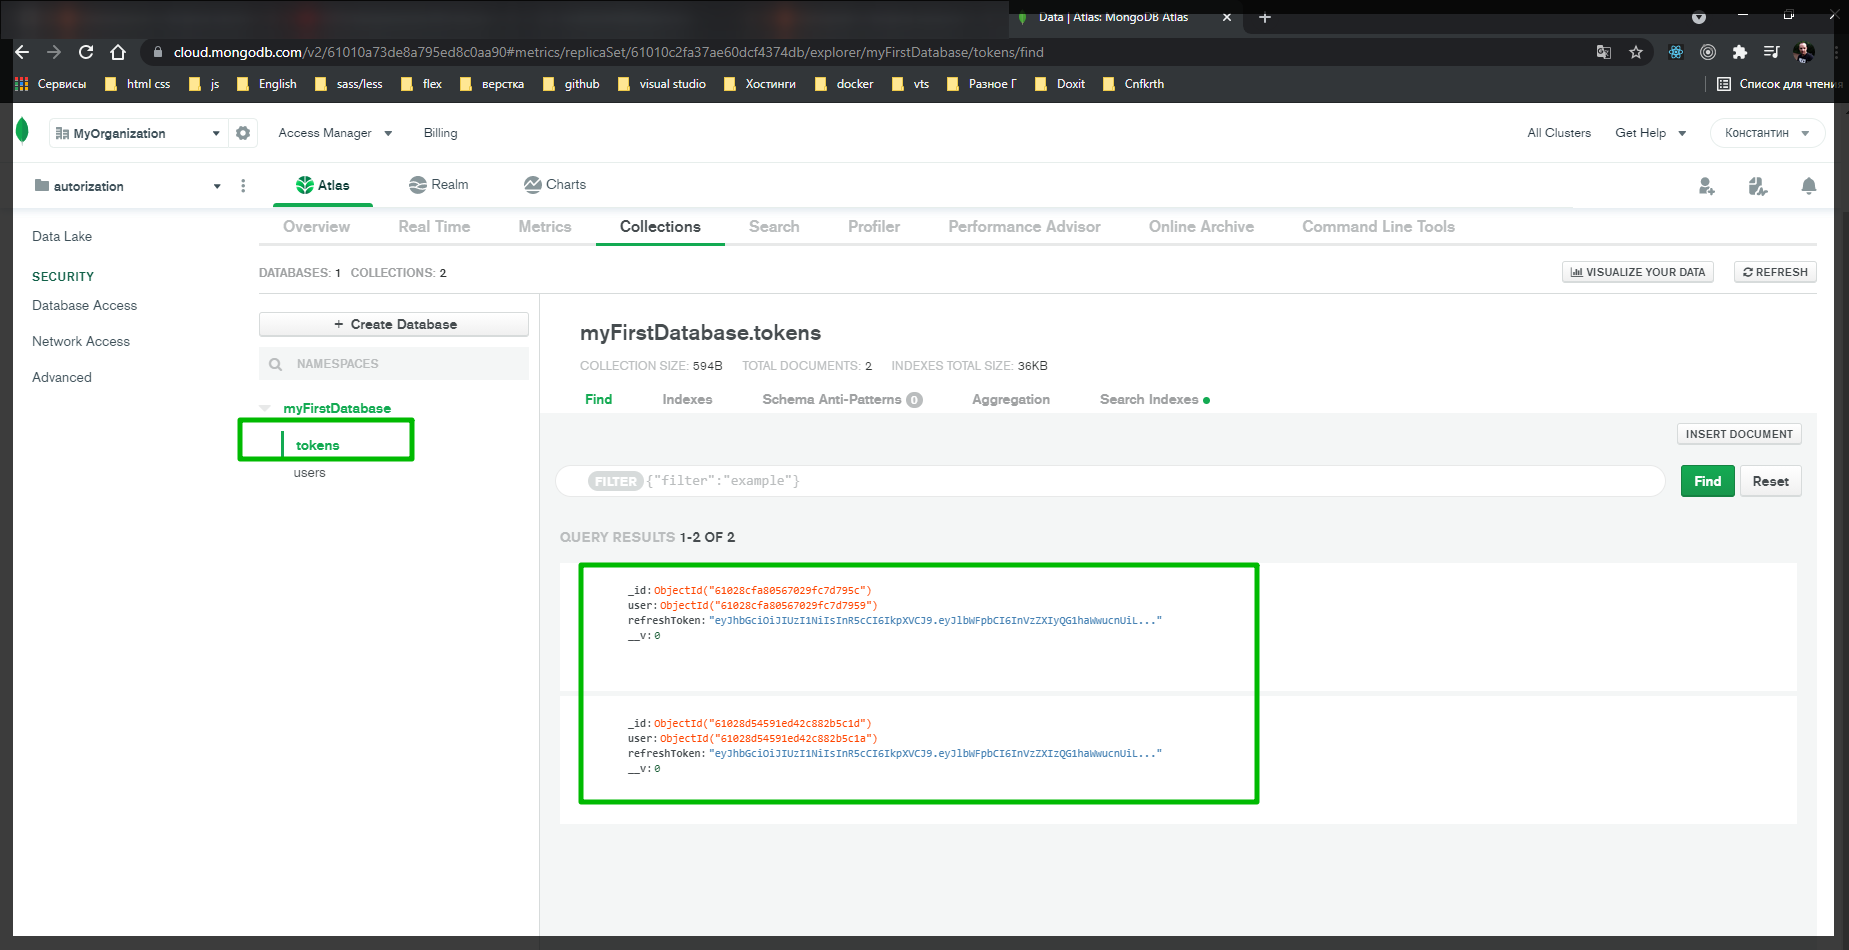 Data | Atlas: MongoDB Atlas
cloud.mongodb.com/v2/61010a73de8a795ed8c0aa90#metrics/replicaSet/61010c2fa37ae60dcf4374db/explorer/myFirstDatabase/tokens/find
Сервисы html css js English sass/less flex верстка github visual studio Хостинги docker vts Разное Г Doxit Cnfkrth Список для чтения
MyOrganization Access Manager Billing All Clusters Get Help Константин
autorization Atlas Realm Charts
Overview Real Time Metrics Collections Search Profiler Performance Advisor Online Archive Command Line Tools
Data Lake
SECURITY
Database Access
Network Access
Advanced
DATABASES: 1 COLLECTIONS: 2 VISUALIZE YOUR DATA REFRESH
+ Create Database
NAMESPACES
myFirstDatabase
tokens
users
myFirstDatabase.tokens
COLLECTION SIZE: 594B TOTAL DOCUMENTS: 2 INDEXES TOTAL SIZE: 36KB
Find Indexes Schema Anti-Patterns 0 Aggregation Search Indexes
INSERT DOCUMENT
FILTER {"filter":"example"} Find Reset
QUERY RESULTS 1-2 OF 2
_id: ObjectId("61028cfa80567029fc7d795c")
user: ObjectId("61028cfa80567029fc7d7959")
refreshToken: "eyJhbGciOiJIUzI1NiIsInR5cCI6IkpXVCJ9.eyJlbWFpbCI6InVzZXIyQG1haWwucnUiL..."
__v: 0
_id: ObjectId("61028d54591ed42c882b5c1d")
user: ObjectId("61028d54591ed42c882b5c1a")
refreshToken: "eyJhbGciOiJIUzI1NiIsInR5cCI6IkpXVCJ9.eyJlbWFpbCI6InVzZXIzQG1haWwucnUiL..."
__v: 0